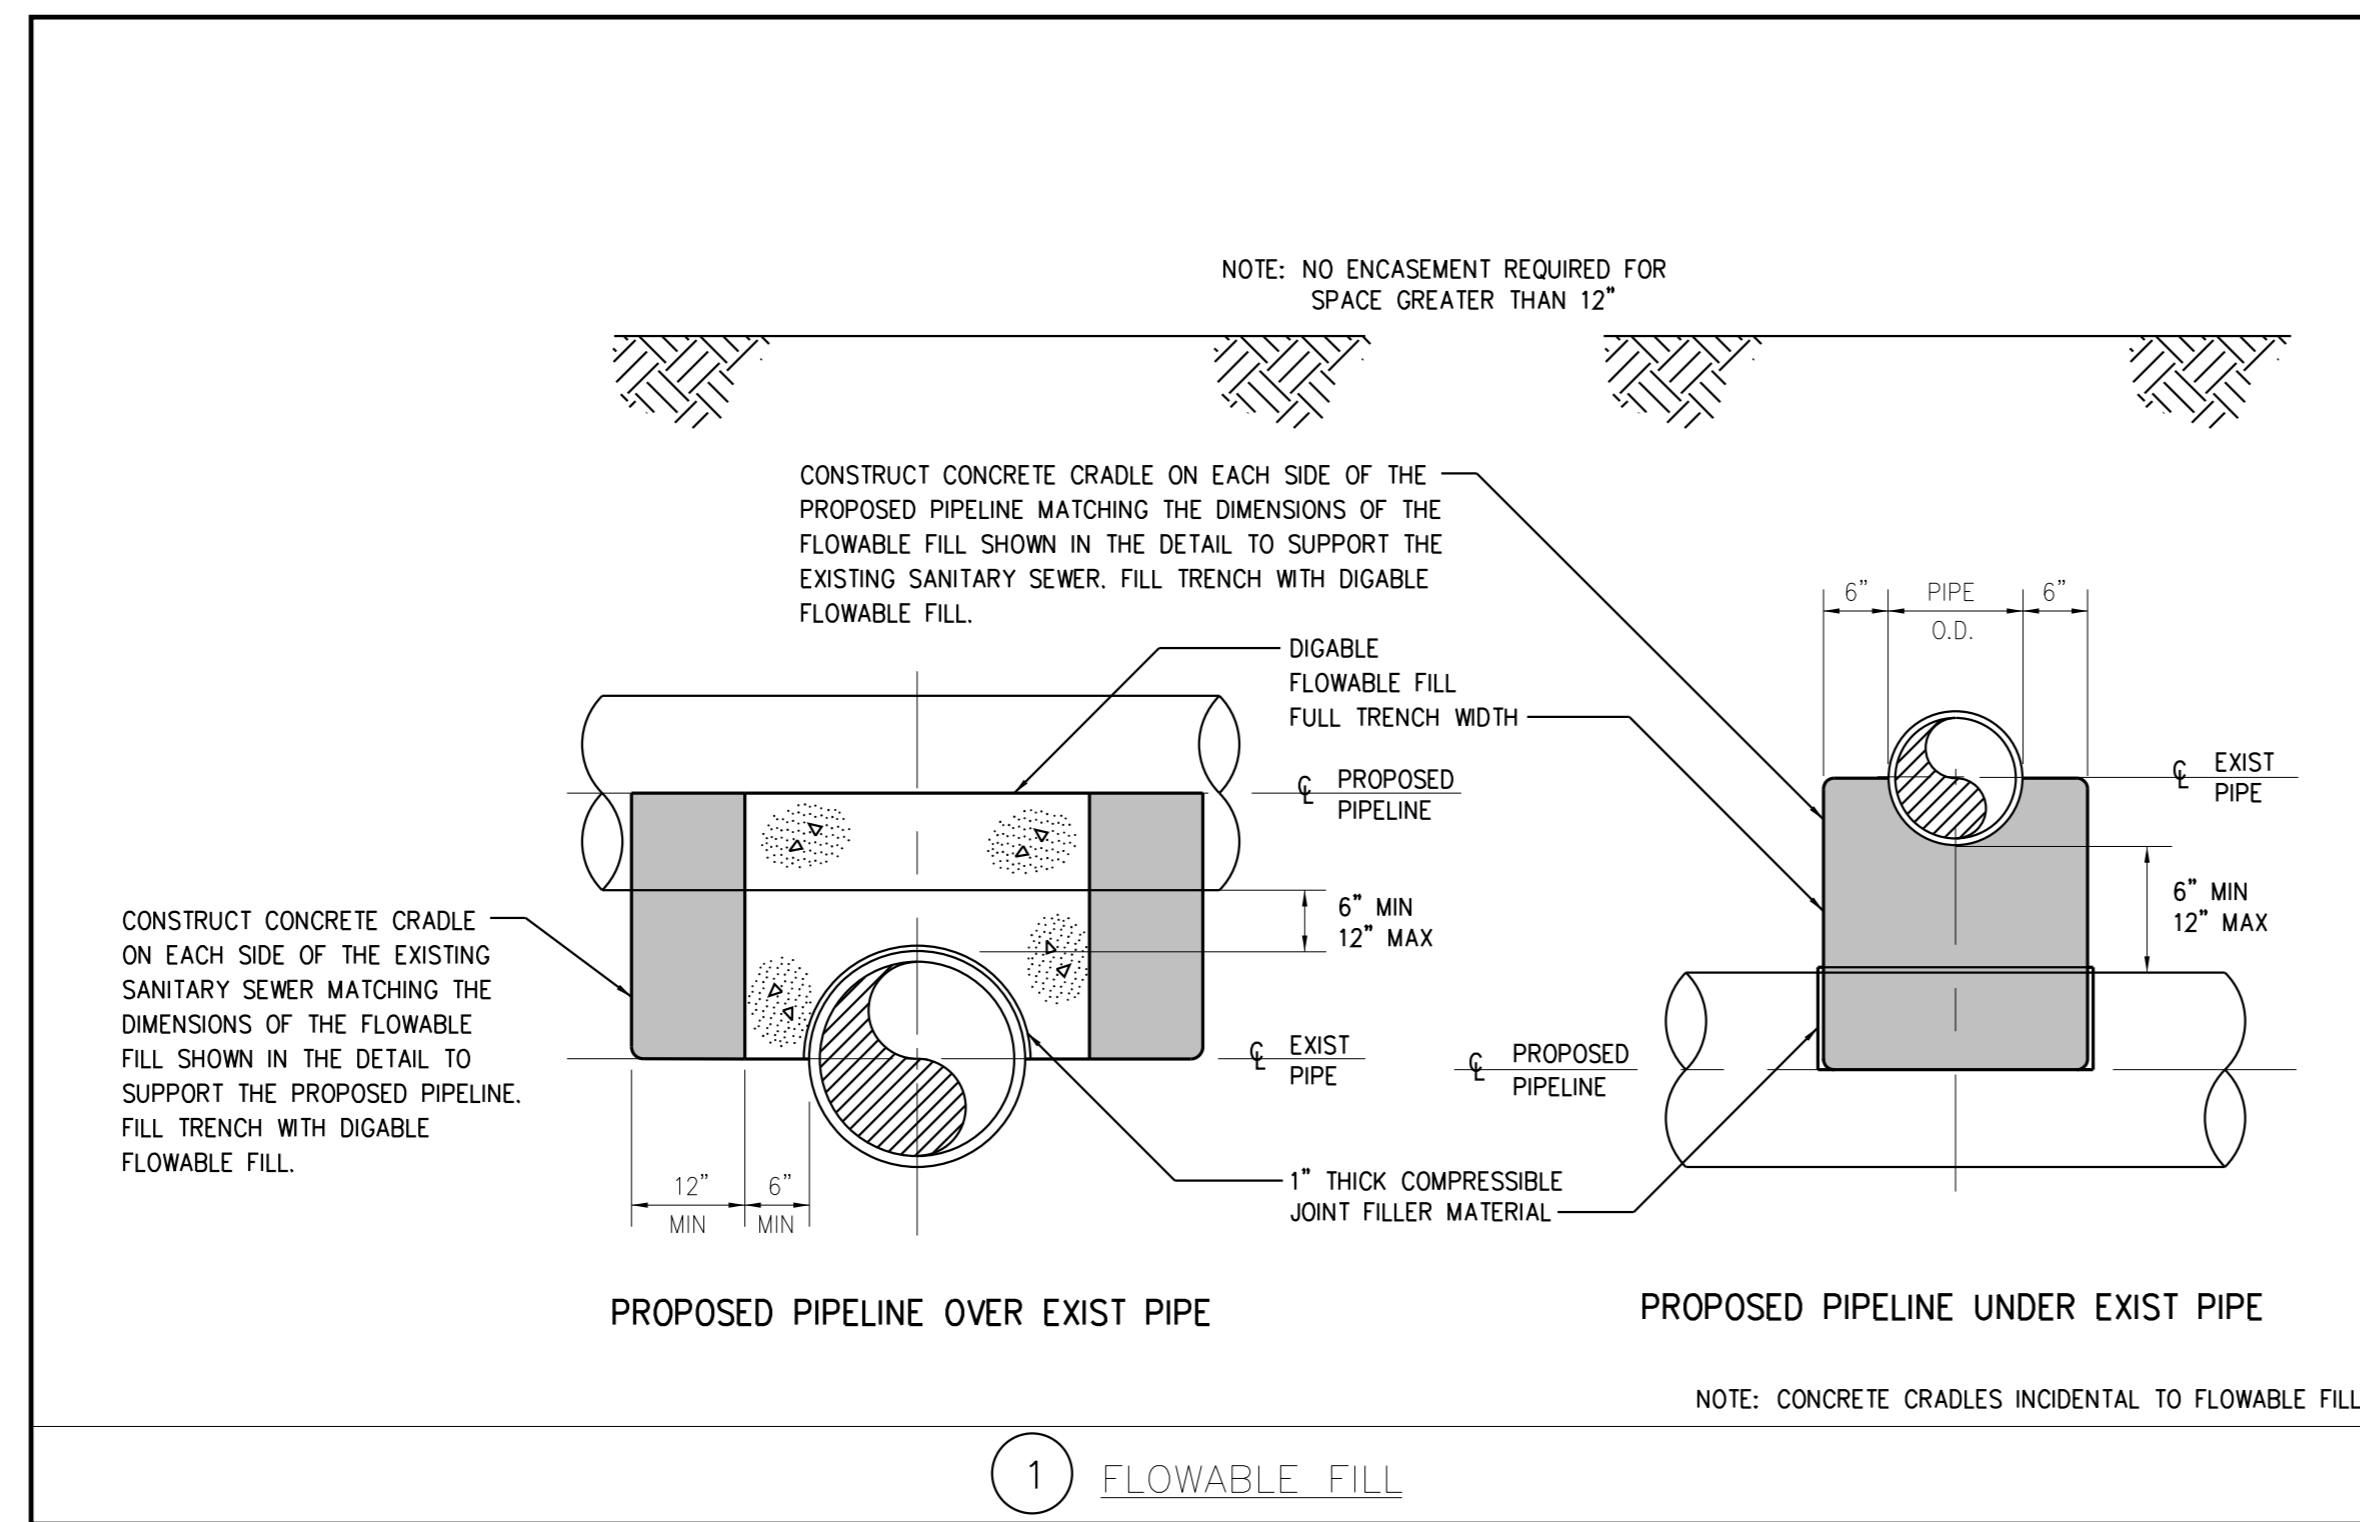 NOTE: NO ENCASEMENT REQUIRED FOR
SPACE GREATER THAN 12"
CONSTRUCT CONCRETE CRADLE ON EACH SIDE OF THE
PROPOSED PIPELINE MATCHING THE DIMENSIONS OF THE
FLOWABLE FILL SHOWN IN THE DETAIL TO SUPPORT THE
EXISTING SANITARY SEWER. FILL TRENCH WITH DIGABLE
FLOWABLE FILL.
DIGABLE
FLOWABLE FILL
FULL TRENCH WIDTH
℄ PROPOSED
PIPELINE
6" MIN
12" MAX
CONSTRUCT CONCRETE CRADLE
ON EACH SIDE OF THE EXISTING
SANITARY SEWER MATCHING THE
DIMENSIONS OF THE FLOWABLE
FILL SHOWN IN THE DETAIL TO
SUPPORT THE PROPOSED PIPELINE.
FILL TRENCH WITH DIGABLE
FLOWABLE FILL.
℄ EXIST
PIPE
12"
MIN
6"
MIN
1" THICK COMPRESSIBLE
JOINT FILLER MATERIAL
PROPOSED PIPELINE OVER EXIST PIPE
6"
PIPE
O.D.
6"
℄ EXIST
PIPE
6" MIN
12" MAX
℄ PROPOSED
PIPELINE
PROPOSED PIPELINE UNDER EXIST PIPE
NOTE: CONCRETE CRADLES INCIDENTAL TO FLOWABLE FILL
1 FLOWABLE FILL